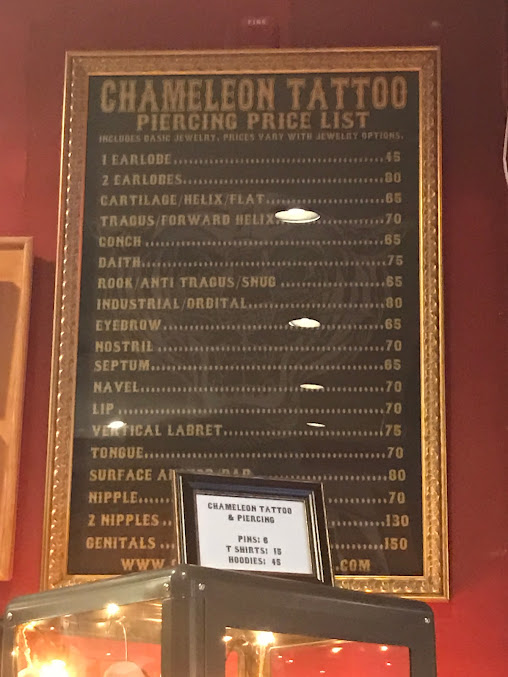 CHAMELEON TATTOO
PIERCING PRICE LIST
INCLUDES BASIC JEWELRY, PRICES VARY WITH JEWELRY OPTIONS.
1 EARLOBE 45
2 EARLOBES 80
CARTILAGE/HELIX/FLAT 65
TRAGUS/FORWARD HELIX 70
CONCH 65
DAITH 75
ROOK/ANTI TRAGUS/SNUG 65
INDUSTRIAL/ORBITAL 80
EYEBROW 65
NOSTRIL 70
SEPTUM 65
NAVEL 70
LIP 70
VERTICAL LABRET 75
TONGUE 70
SURFACE 80
NIPPLE 70
2 NIPPLES 130
GENITALS 150
WWW. .COM
CHAMELEON TATTOO
& PIERCING
PINS: 6
T SHIRTS: 15
HOODIES: 45